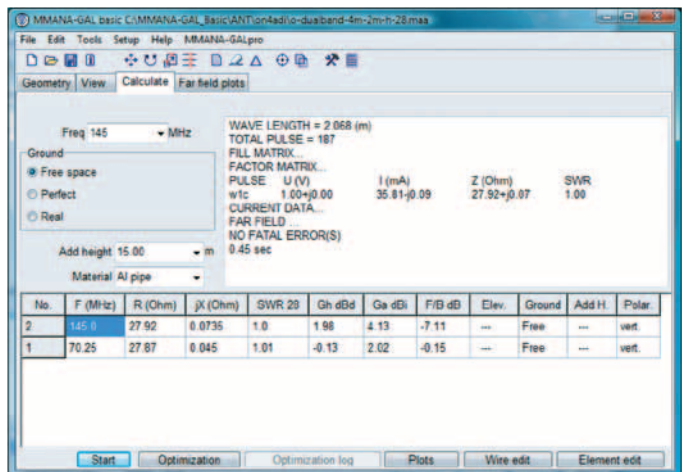 MMANA-GAL basic C:\MMANA-GAL_Basic\ANT\on4adi\o-dualband-4m-2m-h-28.maa
File Edit Tools Setup Help MMANA-GALpro
Geometry View Calculate Far field plots
Freq 145 MHz
Ground
Free space
Perfect
Real
Add height 15.00 m
Material Al pipe
WAVE LENGTH = 2.068 (m)
TOTAL PULSE = 187
FILL MATRIX...
FACTOR MATRIX...
PULSE U (V) I (mA) Z (Ohm) SWR
w1c 1.00+j0.00 35.81-j0.09 27.92+j0.07 1.00
CURRENT DATA...
FAR FIELD ...
NO FATAL ERROR(S)
0.45 sec
No. F (MHz) R (Ohm) jX (Ohm) SWR 28 Gh dBd Ga dBi F/B dB Elev. Ground Add H. Polar.
2 145.0 27.92 0.0735 1.0 1.98 4.13 -7.11 --- Free --- vert.
1 70.25 27.87 0.045 1.01 -0.13 2.02 -0.15 --- Free --- vert.
Start Optimization Optimization log Plots Wire edit Element edit